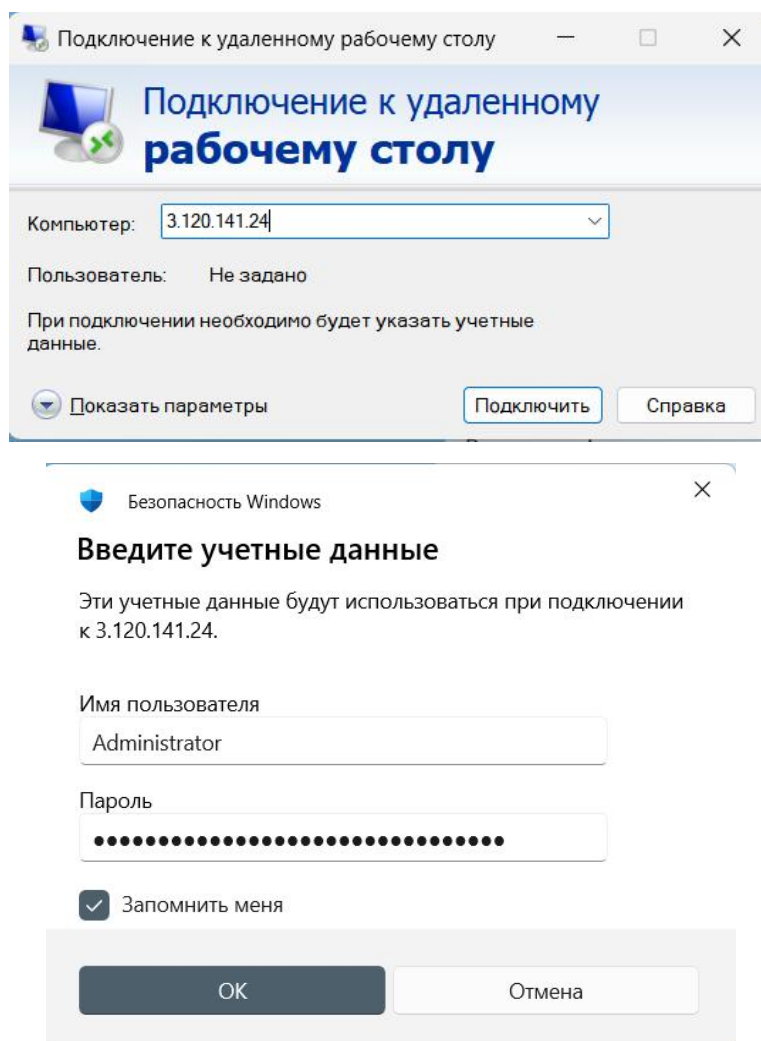 Подключение к удаленному рабочему столу
Подключение к удаленному
рабочему столу
Компьютер: 3.120.141.24
Пользователь: Не задано
При подключении необходимо будет указать учетные
данные.
Показать параметры Подключить Справка
Безопасность Windows
Введите учетные данные
Эти учетные данные будут использоваться при подключении
к 3.120.141.24.
Имя пользователя
Administrator
Пароль
Запомнить меня
ОК Отмена